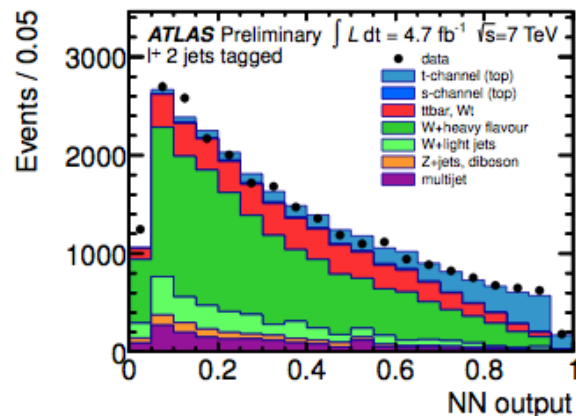 ATLAS Preliminary ∫ L dt = 4.7 fb⁻¹ √s=7 TeV
l+ 2 jets tagged
data
t-channel (top)
s-channel (top)
ttbar, Wt
W+heavy flavour
W+light jets
Z+jets, diboson
multijet
Events / 0.05
3000
2000
1000
0
0 0.2 0.4 0.6 0.8 1
NN output